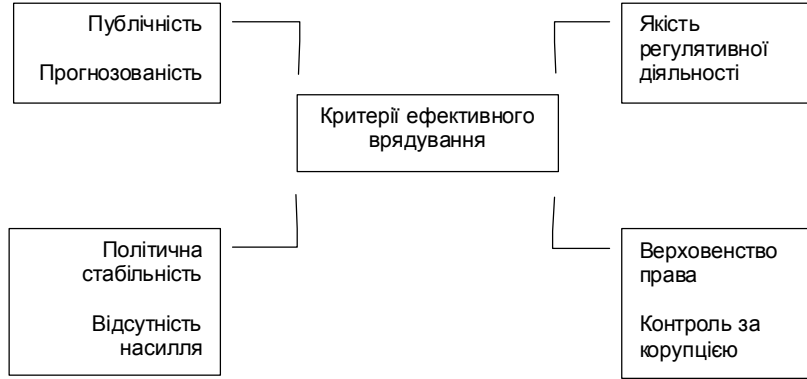 Публічність
Прогнозованість
Якість
регулятивної
діяльності
Критерії ефективного
врядування
Політична
стабільність
Відсутність
насилля
Верховенство
права
Контроль за
корупцією